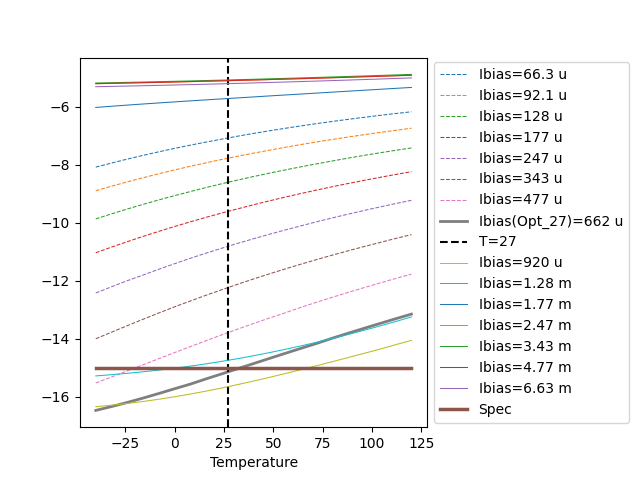 −6
−8
−10
−12
−14
−16
−25 0 25 50 75 100 125
Temperature
Ibias=66.3 u
Ibias=92.1 u
Ibias=128 u
Ibias=177 u
Ibias=247 u
Ibias=343 u
Ibias=477 u
Ibias(Opt_27)=662 u
T=27
Ibias=920 u
Ibias=1.28 m
Ibias=1.77 m
Ibias=2.47 m
Ibias=3.43 m
Ibias=4.77 m
Ibias=6.63 m
Spec